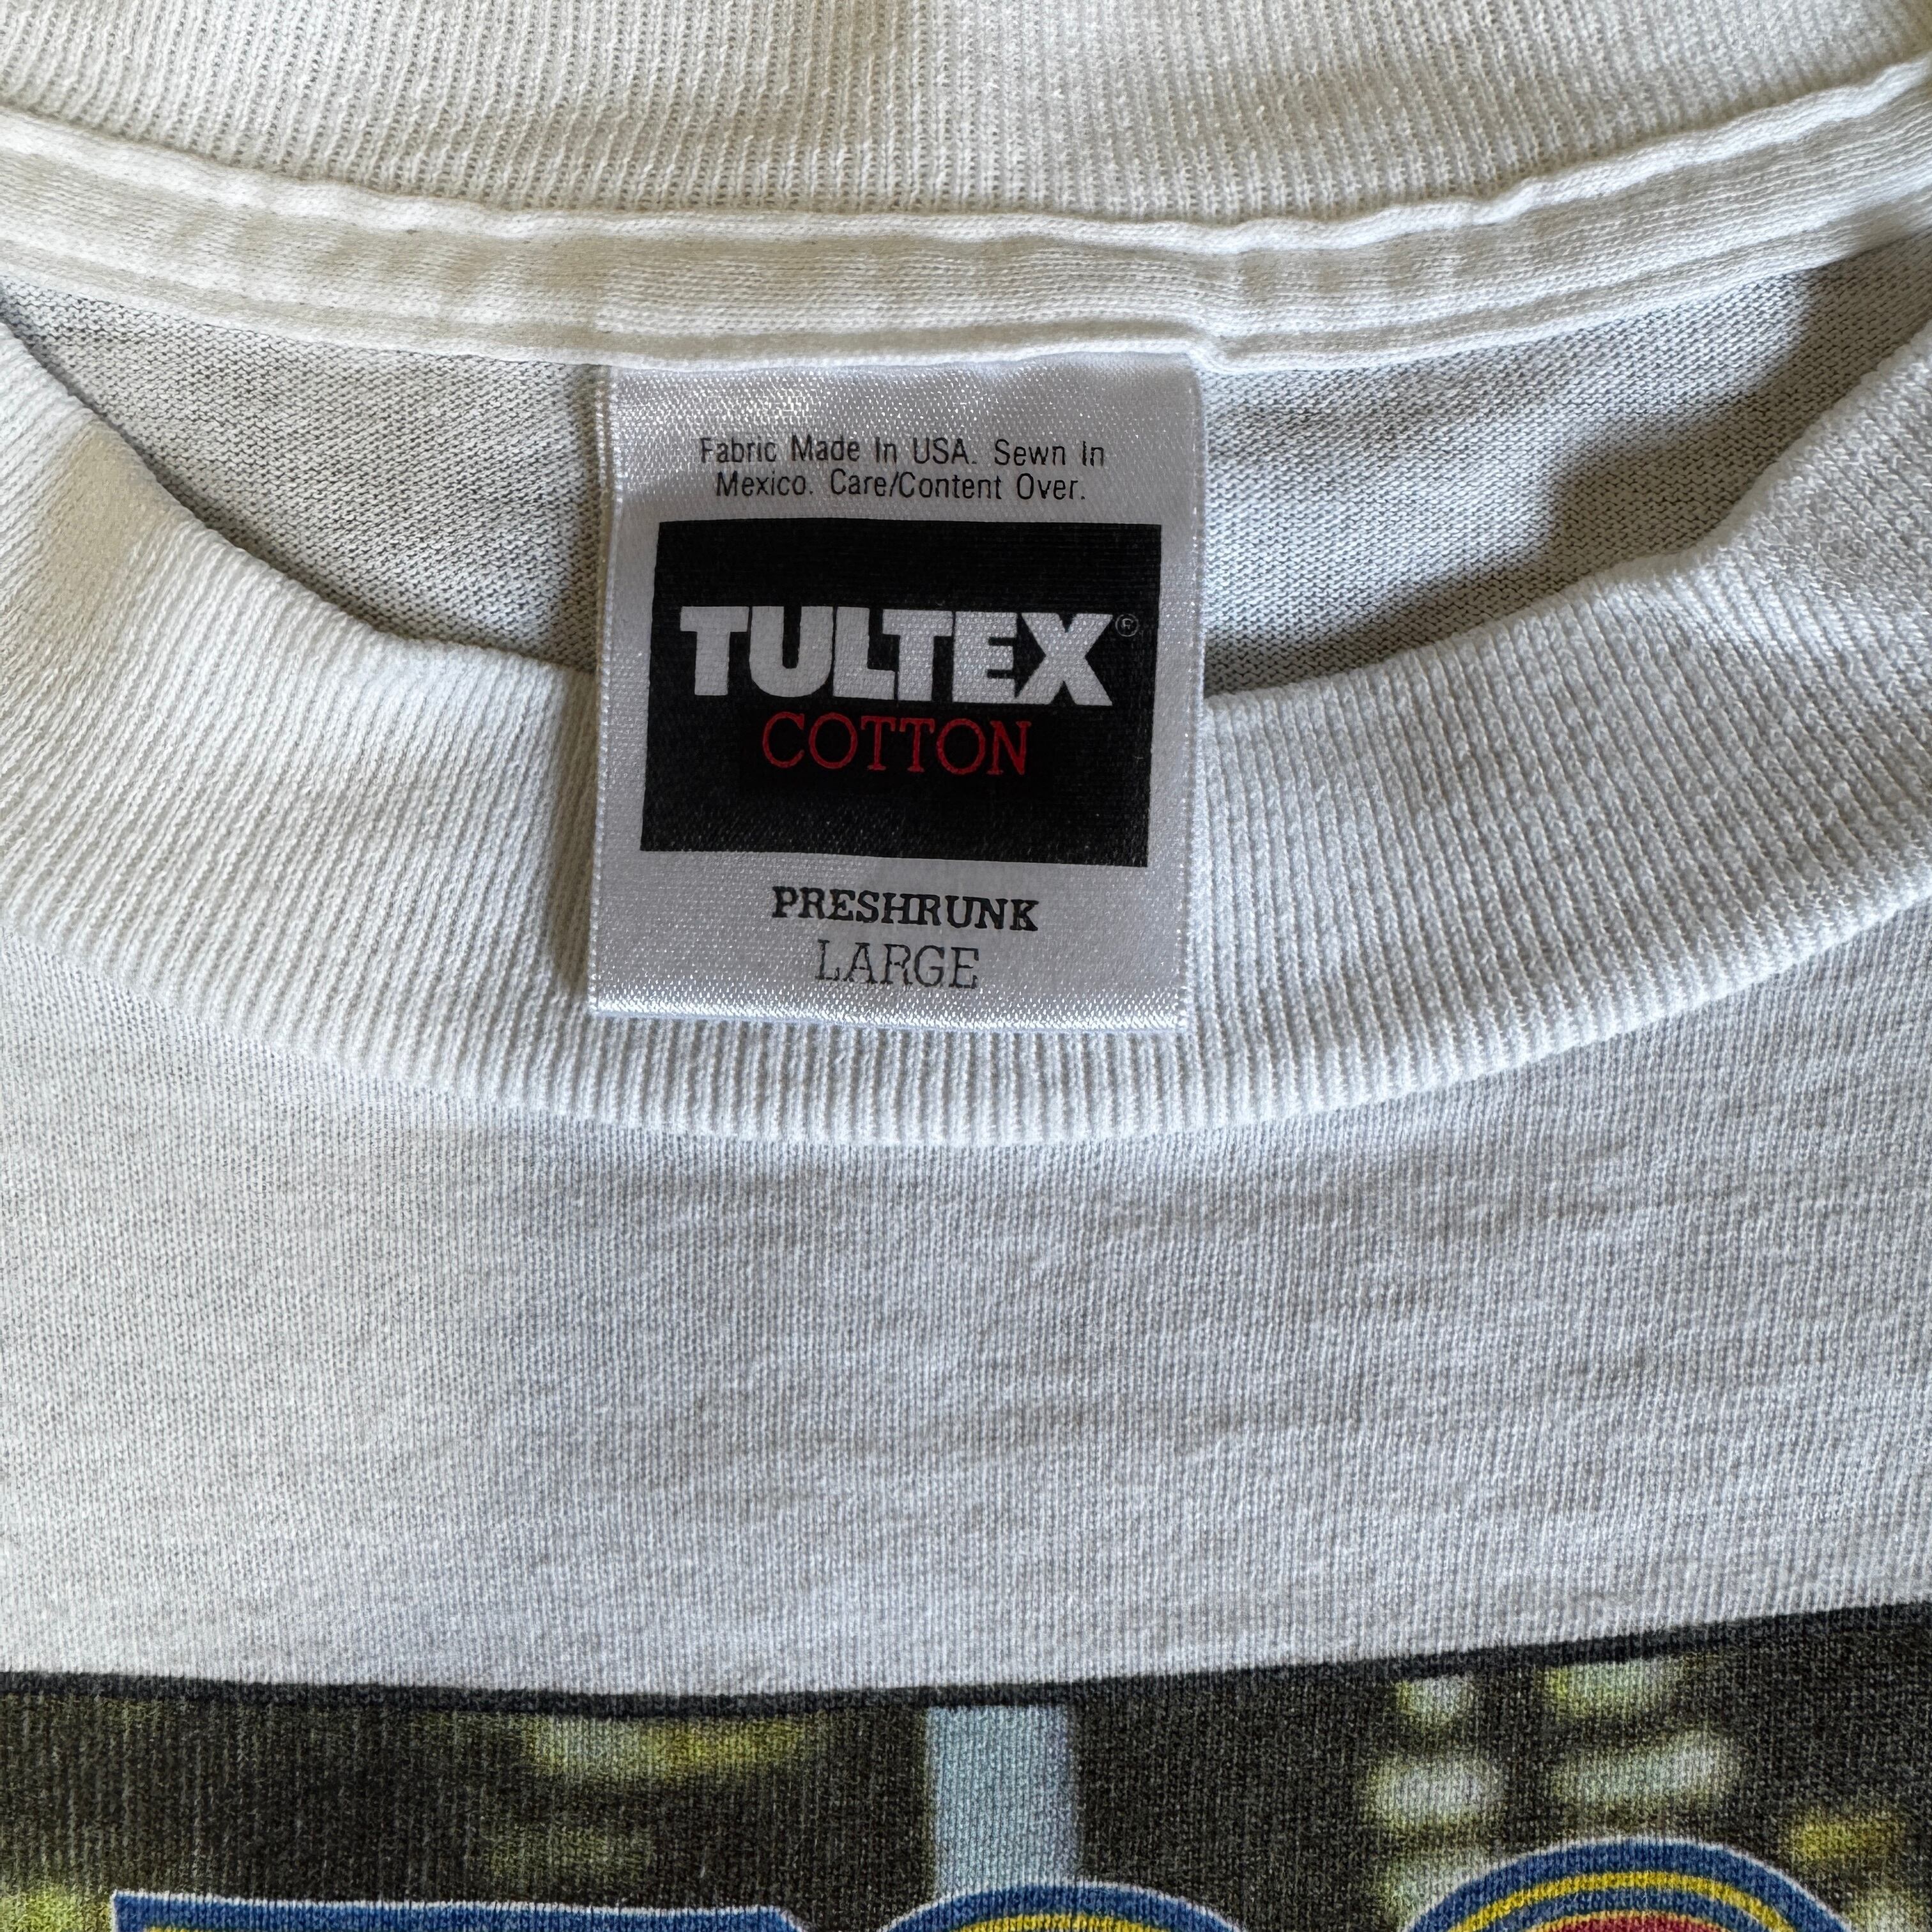 Fabric Made In USA. Sewn In
Mexico. Care/Content Over.
TULTEX®
COTTON
PRESHRUNK
LARGE